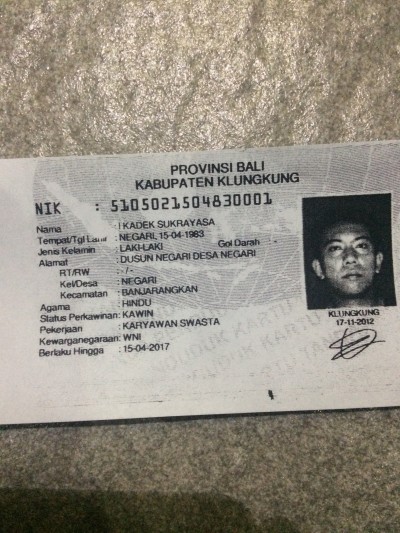 PROVINSI BALI
KABUPATEN KLUNGKUNG
NIK : 5105021504830001
Nama : I KADEK SUKRAYASA
Tempat/Tgl Lahir : NEGARI, 15-04-1983
Jenis Kelamin : LAKI-LAKI Gol Darah -
Alamat : DUSUN NEGARI DESA NEGARI
RT/RW : -/-
Kel/Desa : NEGARI
Kecamatan : BANJARANGKAN
Agama : HINDU
Status Perkawinan: KAWIN
Pekerjaan : KARYAWAN SWASTA
Kewarganegaraan: WNI
Berlaku Hingga : 15-04-2017
KLUNGKUNG
17-11-2012